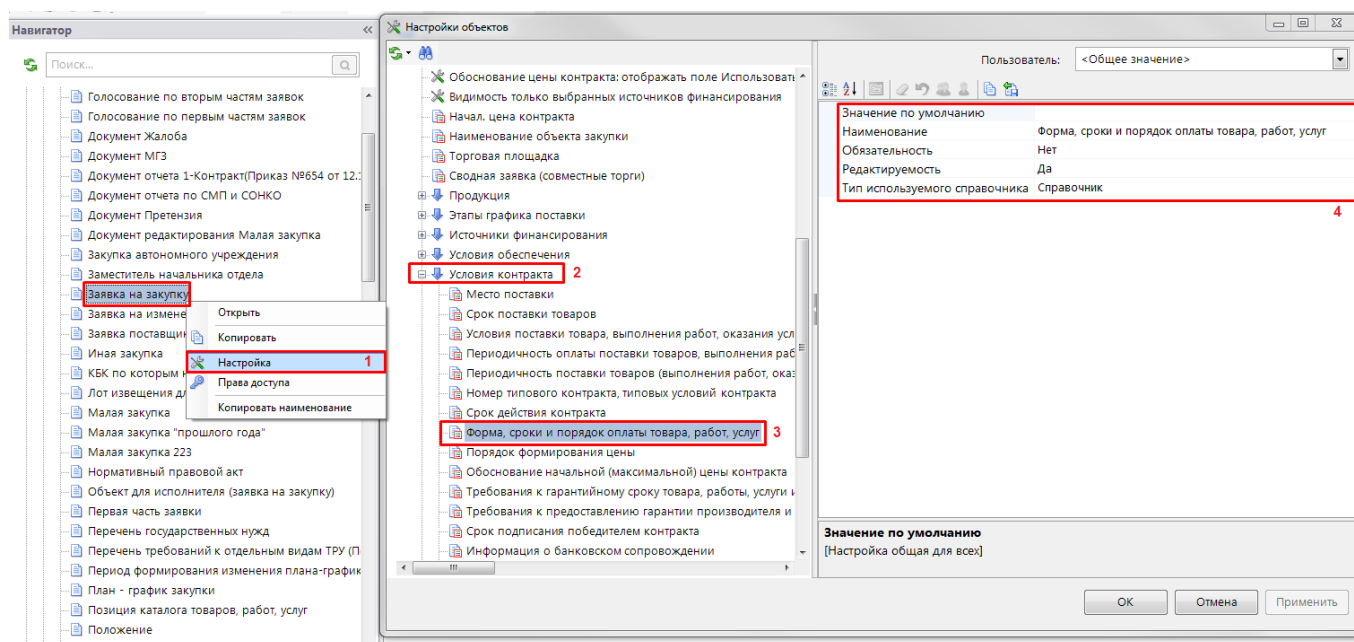 Навигатор
Поиск...
Голосование по вторым частям заявок
Голосование по первым частям заявок
Документ Жалоба
Документ МГЗ
Документ отчета 1-Контракт(Приказ №654 от 12.
Документ отчета по СМП и СОНКО
Документ Претензия
Документ редактирования Малая закупка
Закупка автономного учреждения
Заместитель начальника отдела
Заявка на закупку
Заявка на измене
Заявка поставщи
Иная закупка
КБК по которым
Лот извещения д
Малая закупка
Малая закупка "прошлого года"
Малая закупка 223
Нормативный правовой акт
Объект для исполнителя (заявка на закупку)
Первая часть заявки
Перечень государственных нужд
Перечень требований к отдельным видам ТРУ (П
Период формирования изменения плана-график
План - график закупки
Позиция каталога товаров, работ, услуг
Положение
Открыть
Копировать
Настройка 1
Права доступа
Копировать наименование
Настройки объектов
Обоснование цены контракта: отображать поле Использовать
Видимость только выбранных источников финансирования
Начал. цена контракта
Наименование объекта закупки
Торговая площадка
Сводная заявка (совместные торги)
Продукция
Этапы графика поставки
Источники финансирования
Условия обеспечения
Условия контракта 2
Место поставки
Срок поставки товаров
Условия поставки товара, выполнения работ, оказания усл
Периодичность оплаты поставки товаров, выполнения раб
Периодичность поставки товаров (выполнения работ, оказ
Номер типового контракта, типовых условий контракта
Срок действия контракта
Форма, сроки и порядок оплаты товара, работ, услуг 3
Порядок формирования цены
Обоснование начальной (максимальной) цены контракта
Требования к гарантийному сроку товара, работы, услуги и
Требования к предоставлению гарантии производителя и
Срок подписания победителем контракта
Информация о банковском сопровождении
Пользователь: <Общее значение>
Значение по умолчанию
Наименование Форма, сроки и порядок оплаты товара, работ, услуг
Обязательность Нет
Редактируемость Да
Тип используемого справочника Справочник
4
Значение по умолчанию
[Настройка общая для всех]
ОК Отмена Применить